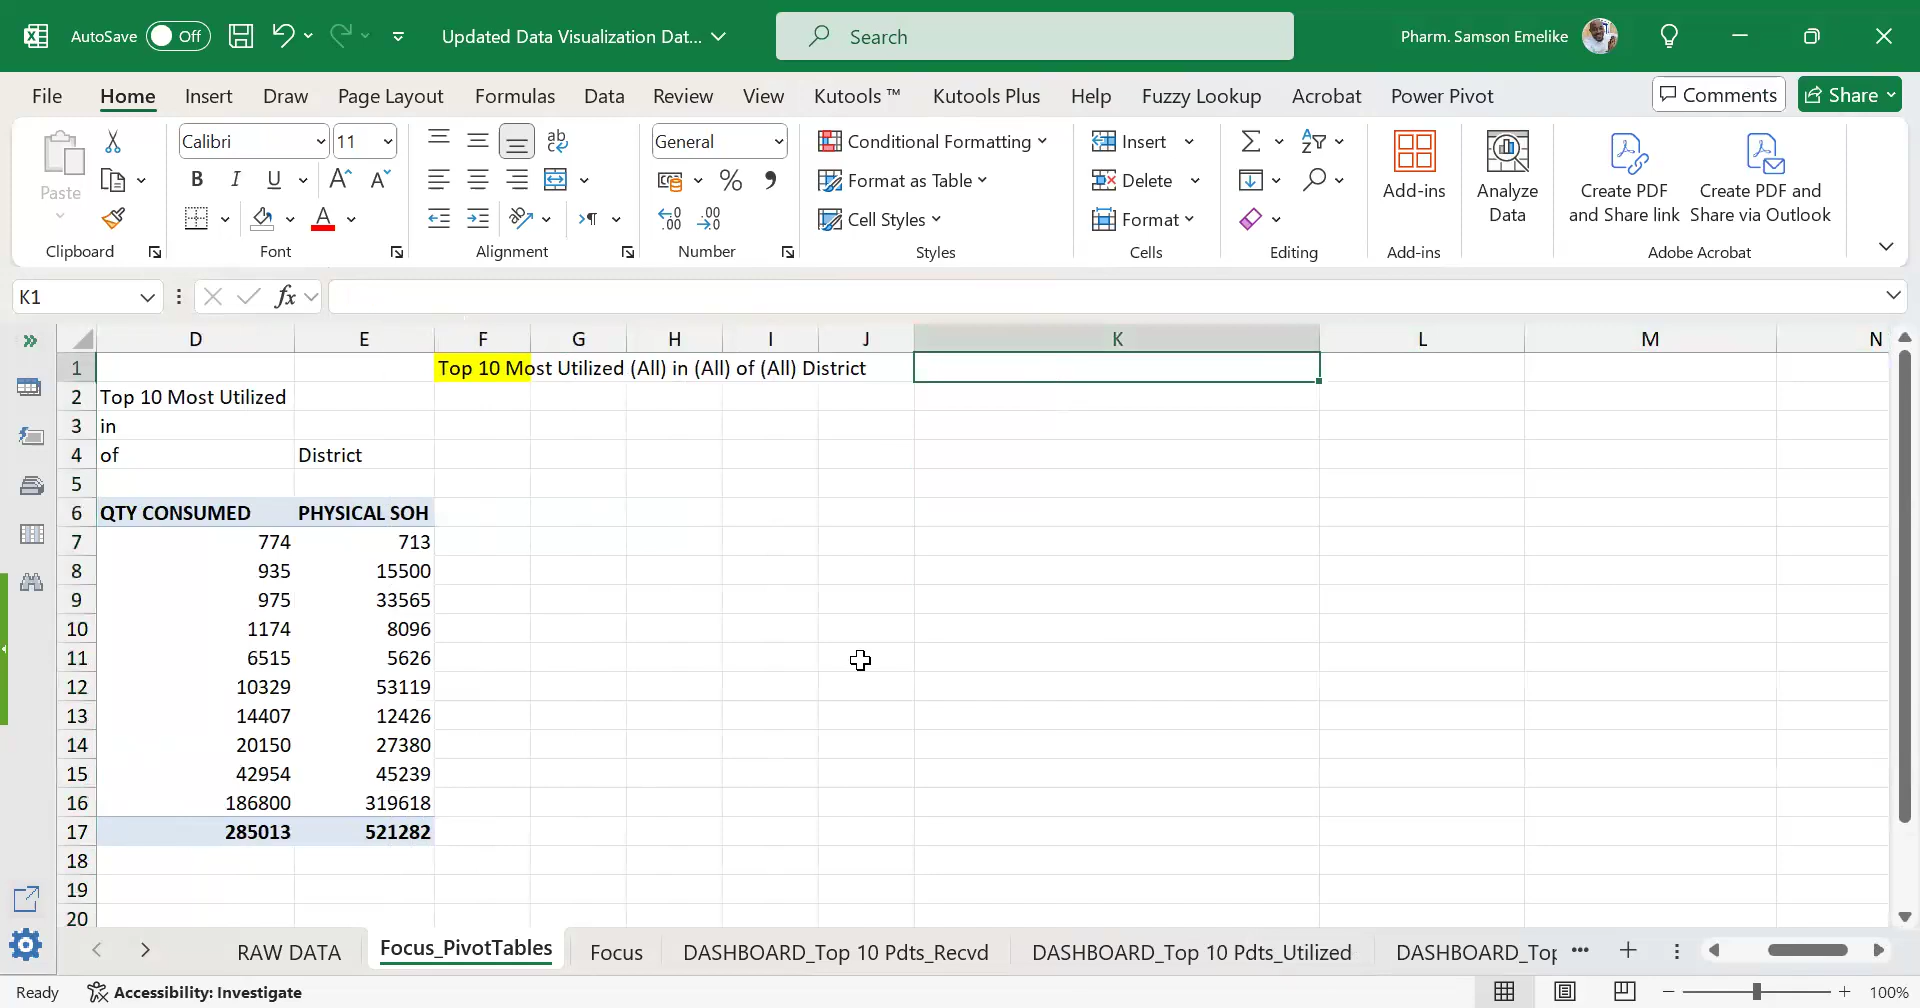 AutoSave Off Updated Data Visualization Dat... Search Pharm. Samson Emelike
File Home Insert Draw Page Layout Formulas Data Review View Kutools ™ Kutools Plus Help Fuzzy Lookup Acrobat Power Pivot Comments Share
Paste
Clipboard
Calibri 11
B I U A A
A
Font
ab
Alignment
General
% 
Number
Conditional Formatting
Format as Table
Cell Styles
Styles
Insert
Delete
Format
Cells
Editing
Add-ins
Add-ins
Analyze
Data
Create PDF
and Share link
Create PDF and
Share via Outlook
Adobe Acrobat
K1 fx
D E F G H I J K L M N
1 Top 10 Most Utilized (All) in (All) of (All) District
2 Top 10 Most Utilized
3 in
4 of District
5
6 QTY CONSUMED PHYSICAL SOH
7 774 713
8 935 15500
9 975 33565
10 1174 8096
11 6515 5626
12 10329 53119
13 14407 12426
14 20150 27380
15 42954 45239
16 186800 319618
17 285013 521282
18
19
20
RAW DATA Focus_PivotTables Focus DASHBOARD_Top 10 Pdts_Recvd DASHBOARD_Top 10 Pdts_Utilized DASHBOARD_Top ...
Ready Accessibility: Investigate 100%